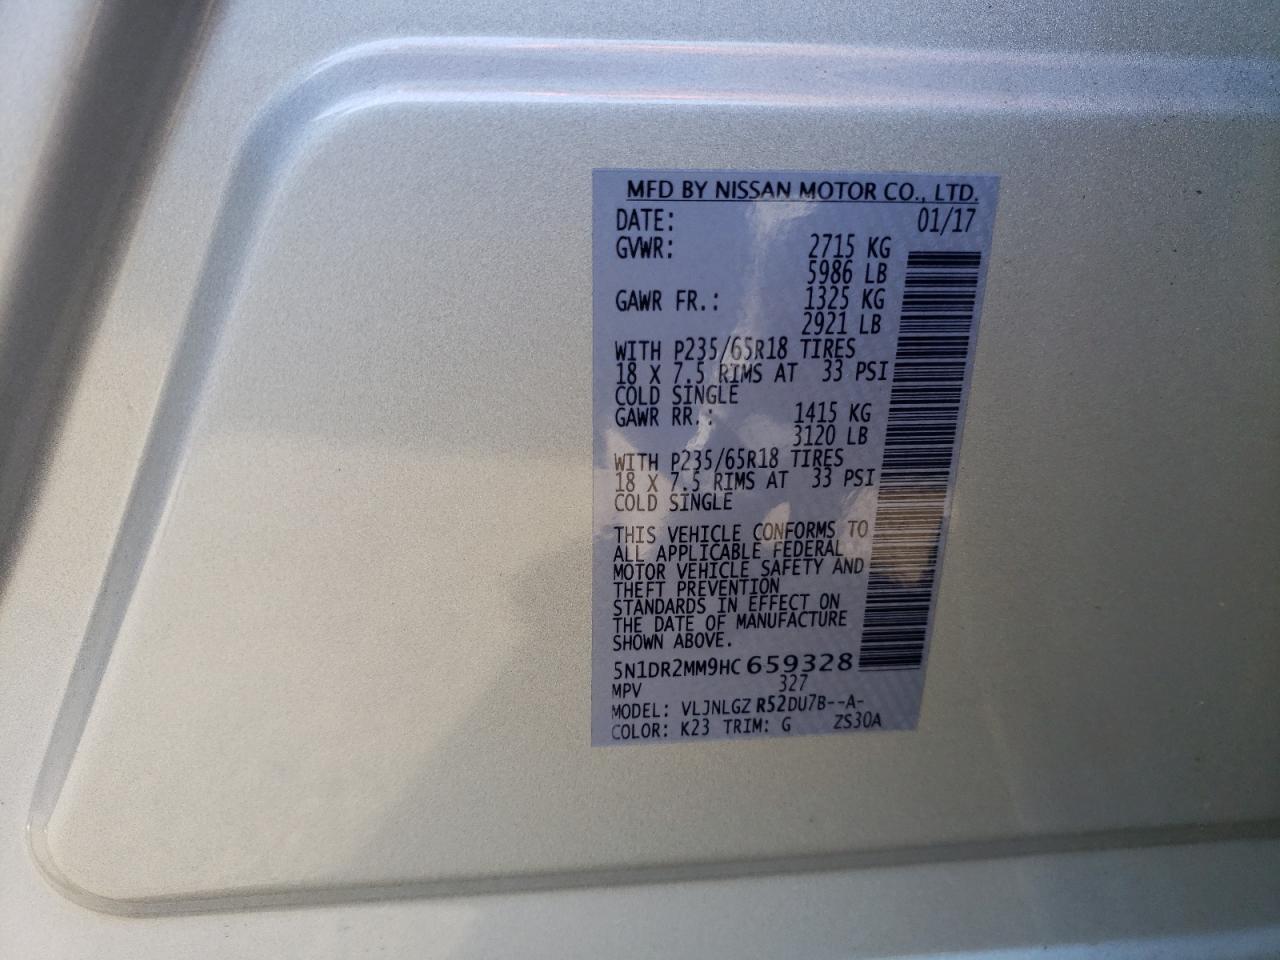 MFD BY NISSAN MOTOR CO., LTD.
DATE: 01/17
GVWR: 2715 KG
5986 LB
GAWR FR.: 1325 KG
2921 LB
WITH P235/65R18 TIRES
18 X 7.5 RIMS AT 33 PSI
COLD SINGLE
GAWR RR.: 1415 KG
3120 LB
WITH P235/65R18 TIRES
18 X 7.5 RIMS AT 33 PSI
COLD SINGLE
THIS VEHICLE CONFORMS TO
ALL APPLICABLE FEDERAL
MOTOR VEHICLE SAFETY AND
THEFT PREVENTION
STANDARDS IN EFFECT ON
THE DATE OF MANUFACTURE
SHOWN ABOVE.
5N1DR2MM9HC659328
MPV 327
MODEL: VLJNLGZ R52DU7B--A-
COLOR: K23 TRIM: G ZS30A